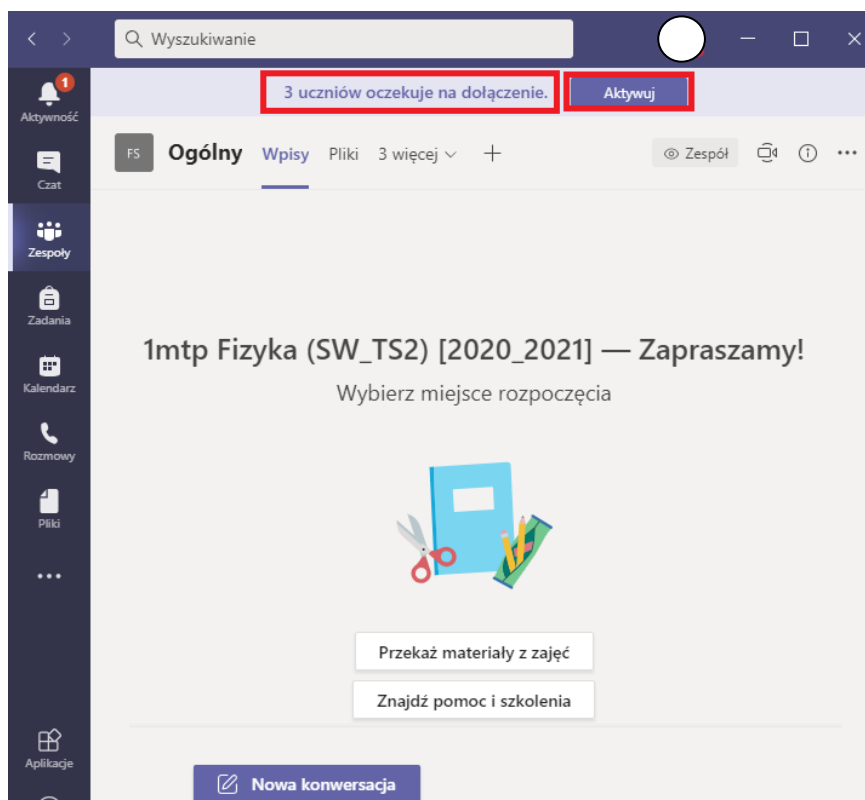 Wyszukiwanie
3 uczniów oczekuje na dołączenie. Aktywuj
1
Aktywność
FS Ogólny Wpisy Pliki 3 więcej Zespół
Czat
Zespoły
Zadania
Kalendarz
Rozmowy
Pliki
1mtp Fizyka (SW_TS2) [2020_2021] — Zapraszamy!
Wybierz miejsce rozpoczęcia
Przekaż materiały z zajęć
Znajdź pomoc i szkolenia
Aplikacje
Nowa konwersacja